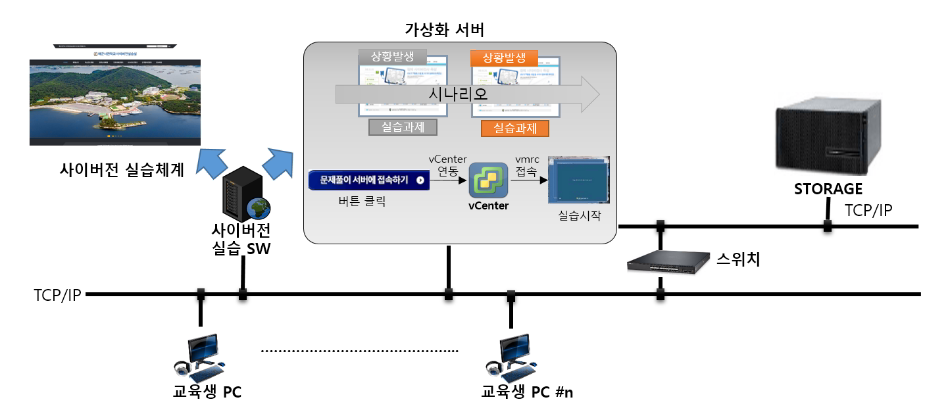 가상화 서버
상황발생
상황발생
시나리오
실습과제
실습과제
사이버전 실습체계
문제풀이 서버에 접속하기
버튼 클릭
vCenter
연동
vCenter
vmrc
접속
실습시작
STORAGE
TCP/IP
사이버전
실습 SW
스위치
TCP/IP
교육생 PC
교육생 PC #n